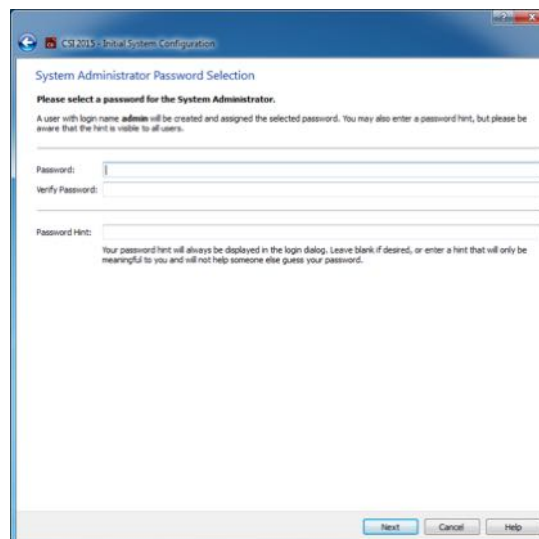 CSI 2015 - Initial System Configuration
System Administrator Password Selection
Please select a password for the System Administrator.
A user with login name admin will be created and assigned the selected password. You may also enter a password hint, but please be
aware that the hint is visible to all users.
Password:
Verify Password:
Password Hint:
Your password hint will always be displayed in the login dialog. Leave blank if desired, or enter a hint that will only be
meaningful to you and will not help someone else guess your password.
Next Cancel Help